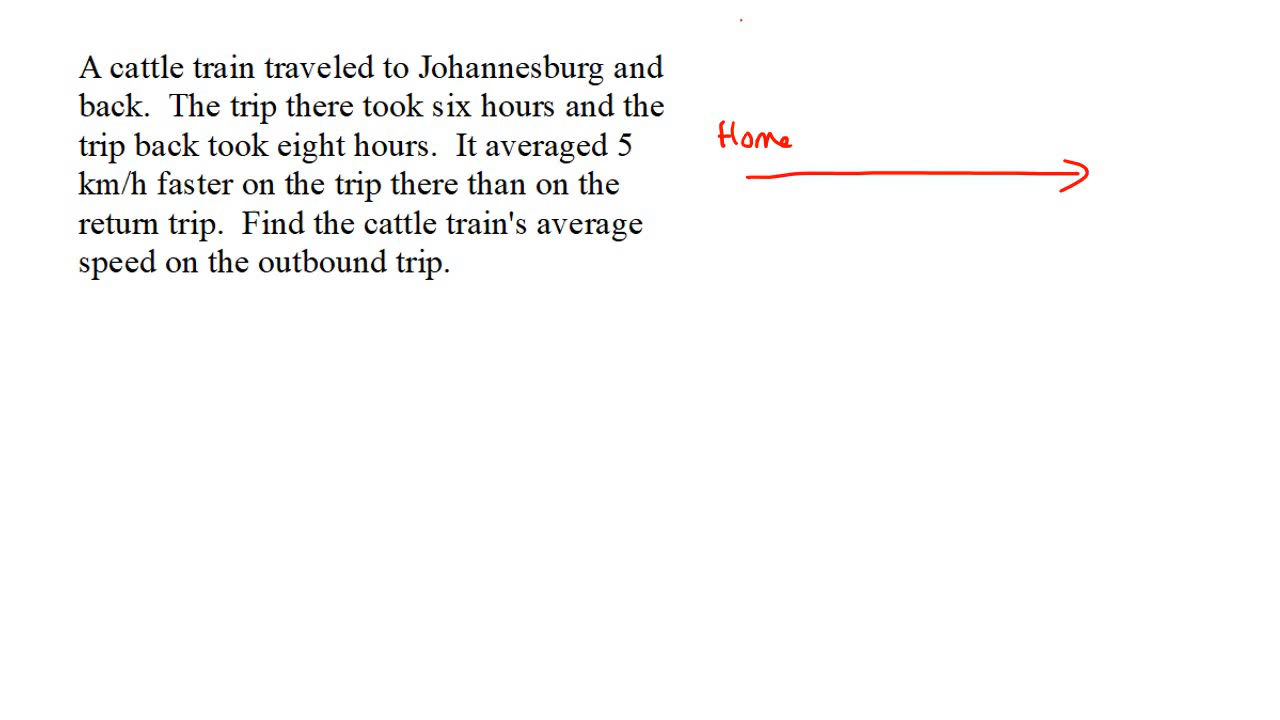 A cattle train traveled to Johannesburg and
back.  The trip there took six hours and the
trip back took eight hours.  It averaged 5
km/h faster on the trip there than on the
return trip.  Find the cattle train's average
speed on the outbound trip.
Home